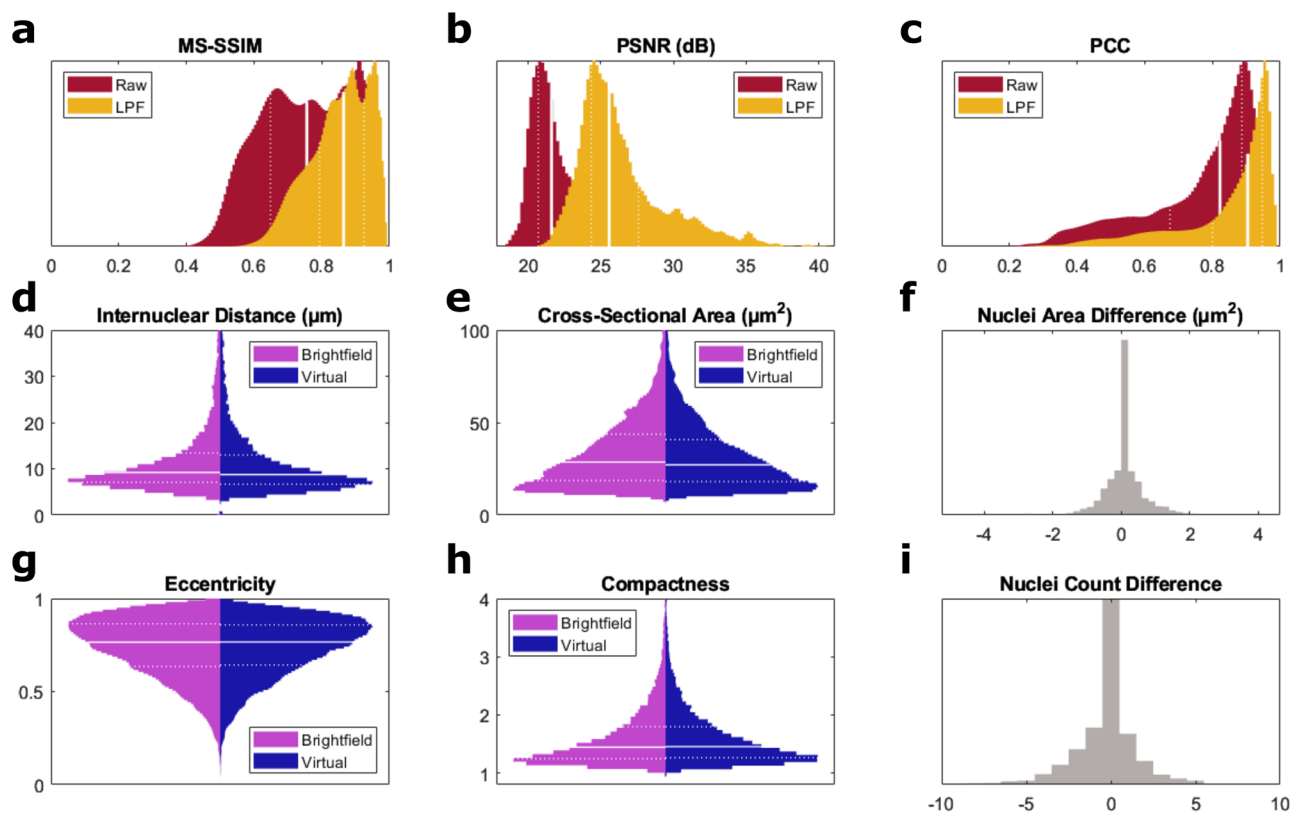 a
MS-SSIM
Raw
LPF
0 0.2 0.4 0.6 0.8 1
b
PSNR (dB)
Raw
LPF
20 25 30 35 40
c
PCC
Raw
LPF
0 0.2 0.4 0.6 0.8 1
d
Internuclear Distance (μm)
40
30
20
10
0
Brightfield
Virtual
e
Cross-Sectional Area (μm²)
100
50
0
Brightfield
Virtual
f
Nuclei Area Difference (μm²)
-4 -2 0 2 4
g
Eccentricity
1
0.5
0
Brightfield
Virtual
h
Compactness
4
3
2
1
Brightfield
Virtual
i
Nuclei Count Difference
-10 -5 0 5 10